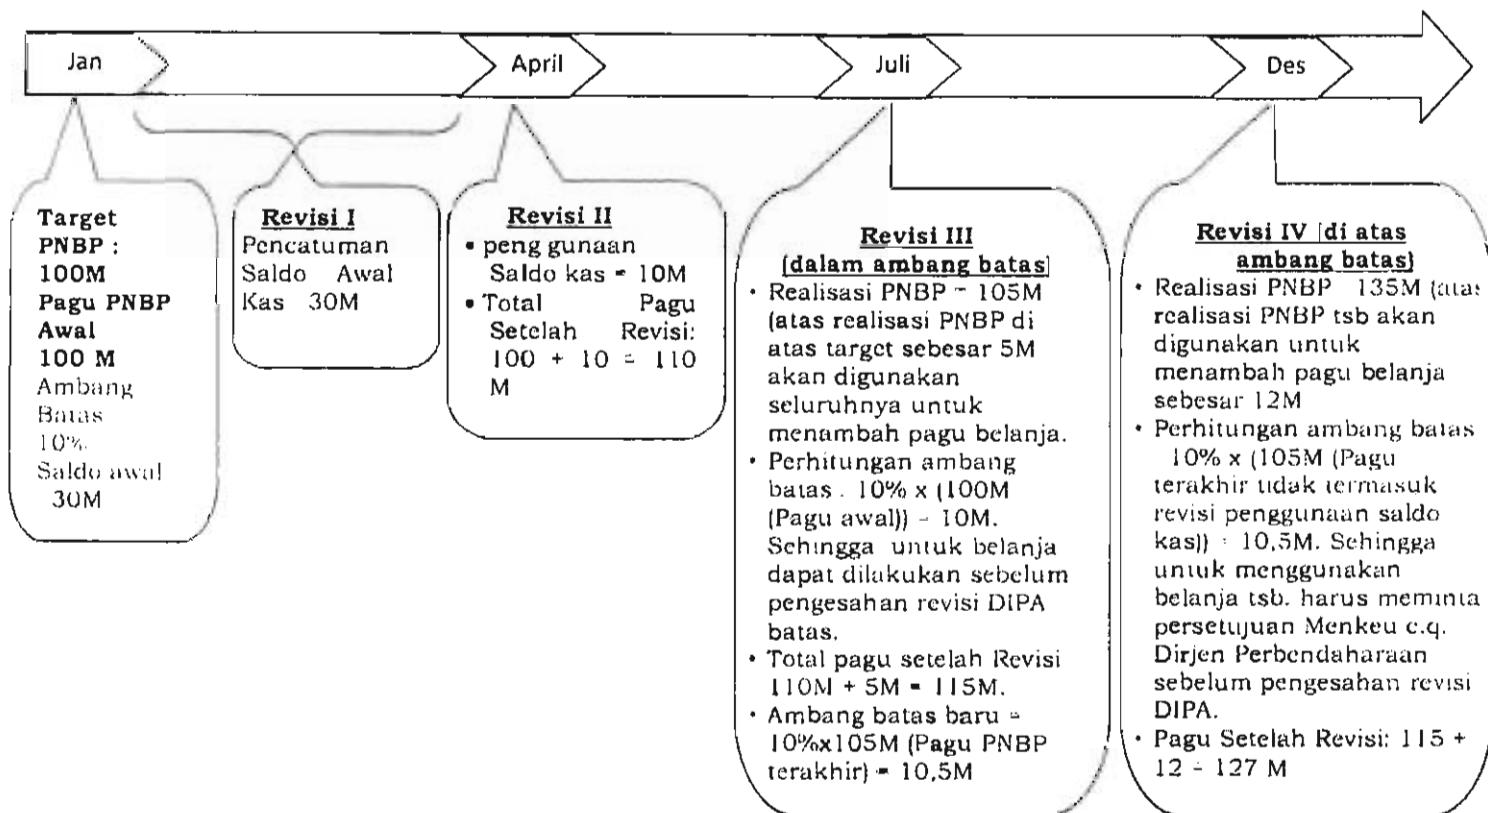 Jan
April
Juli
Des
Target
PNBP :
100M
Pagu PNBP
Awal
100 M
Ambang
Batas
10%.
Saldo awal
30M
Revisi I
Pencatuman
Saldo Awal
Kas 30M
Revisi II
• peng gunaan
Saldo kas = 10M
• Total Pagu
Setelah Revisi:
100 + 10 = 110
M
Revisi III
(dalam ambang batas)
• Realisasi PNBP = 105M
(atas realisasi PNBP di
atas target sebesar 5M
akan digunakan
seluruhnya untuk
menambah pagu belanja.
• Perhitungan ambang
batas . 10% x (100M
(Pagu awal)) = 10M.
Sehingga untuk belanja
dapat dilakukan sebelum
pengesahan revisi DIPA
batas.
• Total pagu setelah Revisi
110M + 5M = 115M.
• Ambang batas baru =
10%x105M (Pagu PNBP
terakhir) = 10,5M
Revisi IV (di atas
ambang batas)
• Realisasi PNBP 135M (atas
realisasi PNBP tsb akan
digunakan untuk
menambah pagu belanja
sebesar 12M
• Perhitungan ambang batas
10% x (105M (Pagu
terakhir tidak termasuk
revisi penggunaan saldo
kas)) = 10,5M. Sehingga
untuk menggunakan
belanja tsb. harus meminta
persetujuan Menkeu c.q.
Dirjen Perbendaharaan
sebelum pengesahan revisi
DIPA.
• Pagu Setelah Revisi: 115 +
12 = 127 M